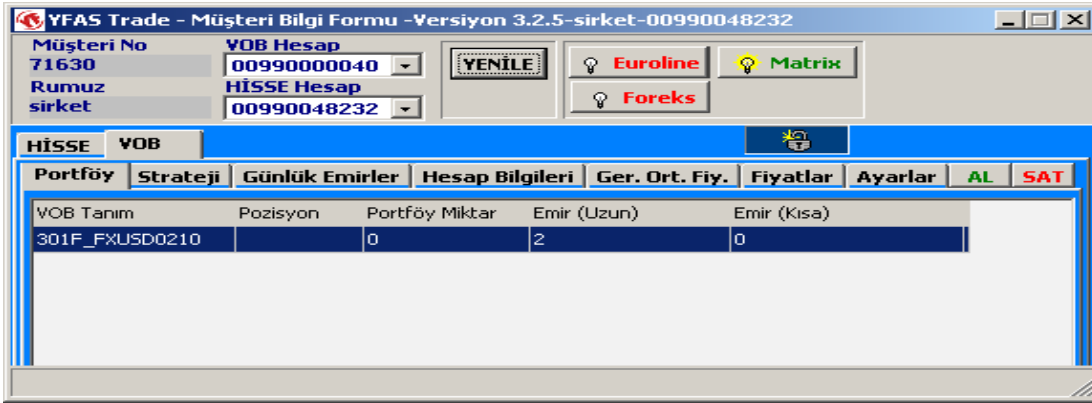 YFAS Trade - Müşteri Bilgi Formu -Versiyon 3.2.5-sirket-00990048232
Müşteri No
71630
Rumuz
sirket
VOB Hesap
00990000040
HİSSE Hesap
00990048232
YENİLE
Euroline
Matrix
Foreks
HİSSE VOB
Portföy Strateji Günlük Emirler Hesap Bilgileri Ger. Ort. Fiy. Fiyatlar Ayarlar AL SAT
VOB Tanım Pozisyon Portföy Miktar Emir (Uzun) Emir (Kısa)
301F_FXUSD0210 0 2 0